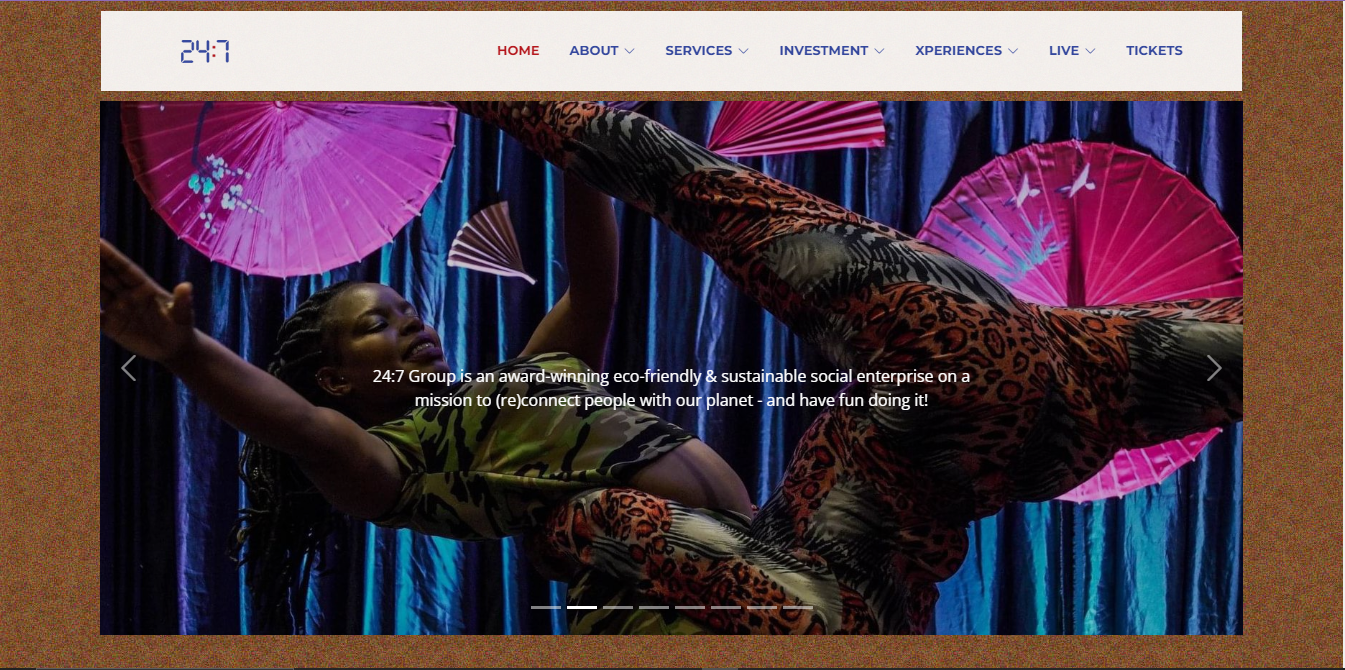 24:7
HOME ABOUT SERVICES INVESTMENT XPERIENCES LIVE TICKETS
24:7 Group is an award-winning eco-friendly & sustainable social enterprise on a
mission to (re)connect people with our planet - and have fun doing it!